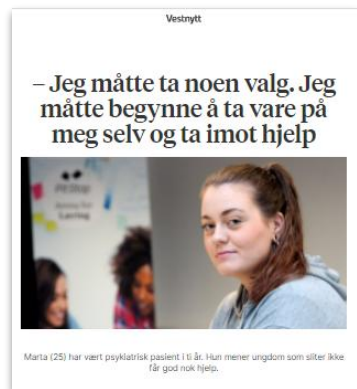 Vestnytt
– Jeg måtte ta noen valg. Jeg
måtte begynne å ta vare på
meg selv og ta imot hjelp
Marta (25) har vært psykiatrisk pasient i ti år. Hun mener ungdom som sliter ikke
får god nok hjelp.